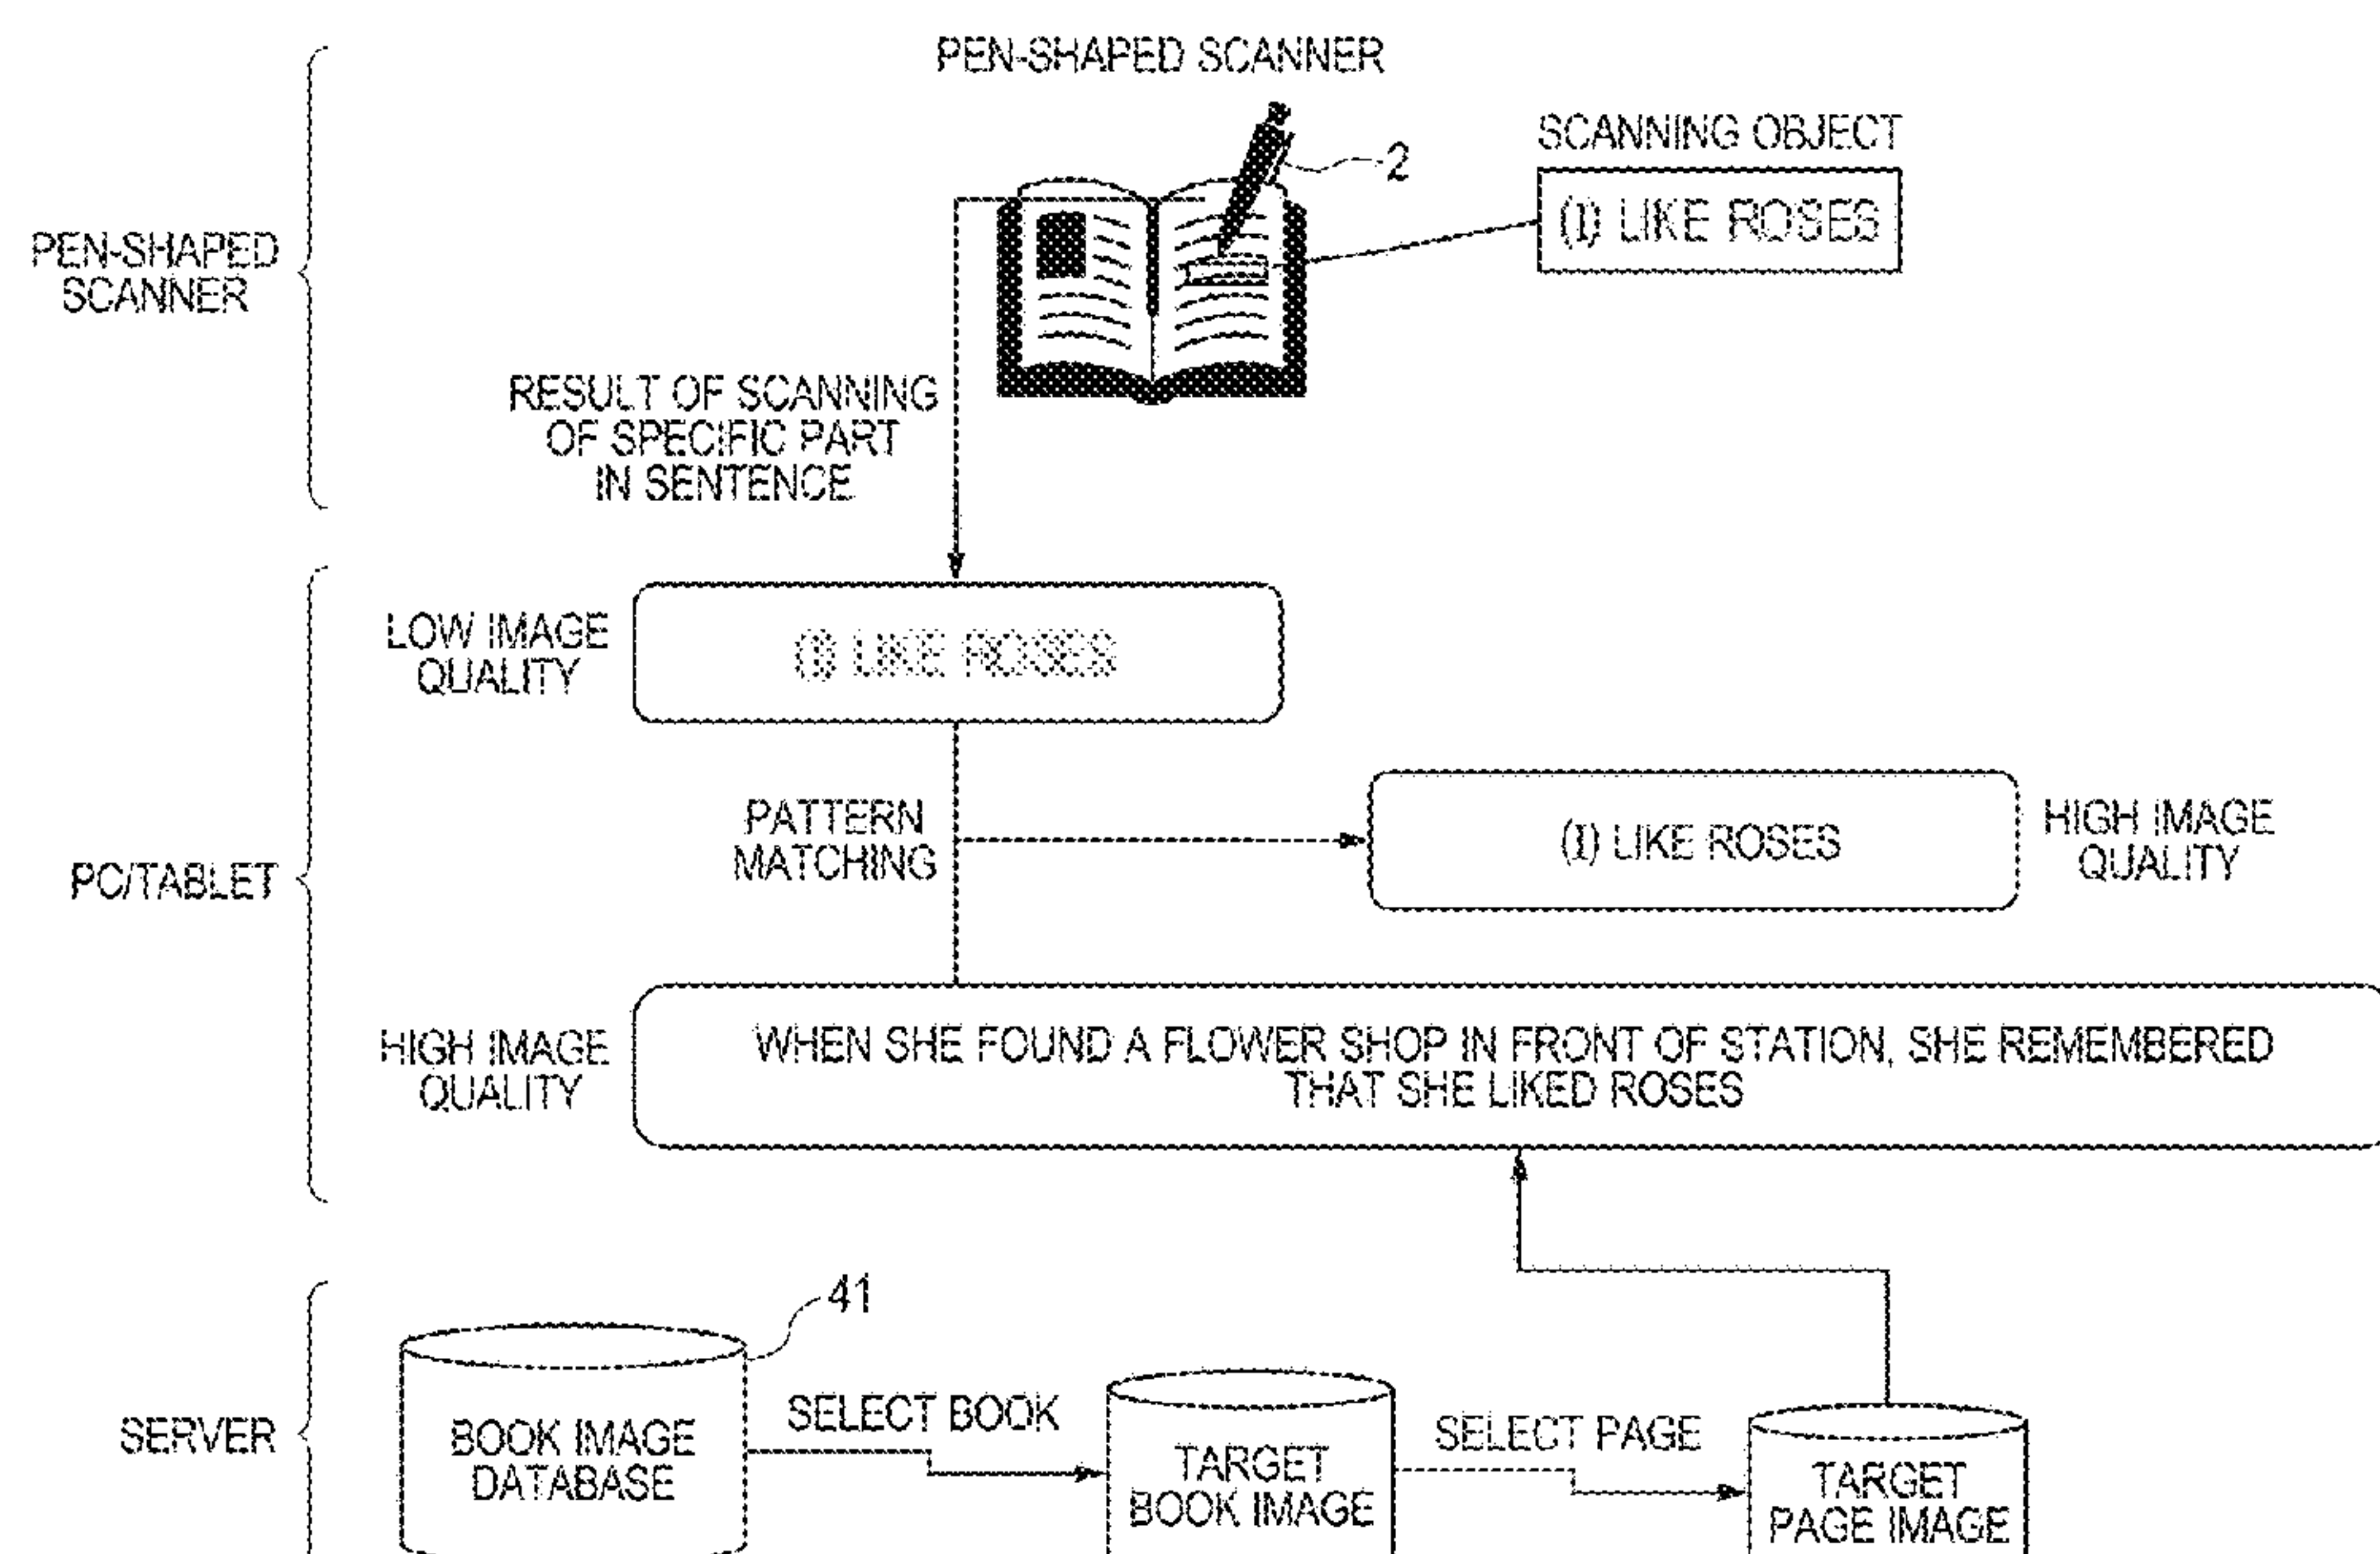 PEN-SHAPED SCANNER
SCANNING OBJECT
2
(I) LIKE ROSES
PEN-SHAPED
SCANNER
RESULT OF SCANNING
OF SPECIFIC PART
IN SENTENCE
LOW IMAGE
QUALITY
(I) LIKE ROSES
PATTERN
MATCHING
(I) LIKE ROSES
HIGH IMAGE
QUALITY
PC/TABLET
HIGH IMAGE
QUALITY
WHEN SHE FOUND A FLOWER SHOP IN FRONT OF STATION, SHE REMEMBERED
THAT SHE LIKED ROSES
41
SERVER
BOOK IMAGE
DATABASE
SELECT BOOK
TARGET
BOOK IMAGE
SELECT PAGE
TARGET
PAGE IMAGE